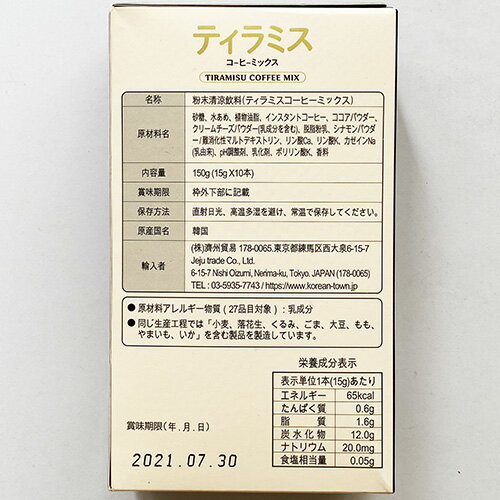 ティラミス
コーヒーミックス
TIRAMISU COFFEE MIX
名称 粉末清涼飲料(ティラミスコーヒーミックス)
原材料名 砂糖、水あめ、植物油脂、インスタントコーヒー、ココアパウダー、
クリームチーズパウダー(乳成分を含む)、脱脂粉乳、シナモンパウダ
ー/難消化性マルトデキストリン、リン酸Ca、リン酸K、カゼインNa
(乳由来)、pH調整剤、乳化剤、ポリリン酸K、香料
内容量 150g (15g X10本)
賞味期限 枠外下部に記載
保存方法 直射日光、高温多湿を避け、常温で保存してください。
原産国名 韓国
輸入者 (株)濟州貿易 178-0065.東京都練馬区西大泉6-15-7
Jeju trade Co., Ltd.
6-15-7 Nishi Oizumi, Nerima-ku, Tokyo. JAPAN (178-0065)
TEL : 03-5935-7743 / https://www.korean-town.jp
● 原材料アレルギー物質 (27品目対象) : 乳成分
● 同じ生産工程では「小麦、落花生、くるみ、ごま、大豆、もも、
やまいも、いか」を含む製品を製造しています。
栄養成分表示
表示単位1本(15g)あたり
エネルギー 65kcal
たんぱく質 0.6g
脂質 1.6g
炭水化物 12.0g
ナトリウム 20.0mg
食塩相当量 0.05g
賞味期限 (年.月.日)
2021.07.30